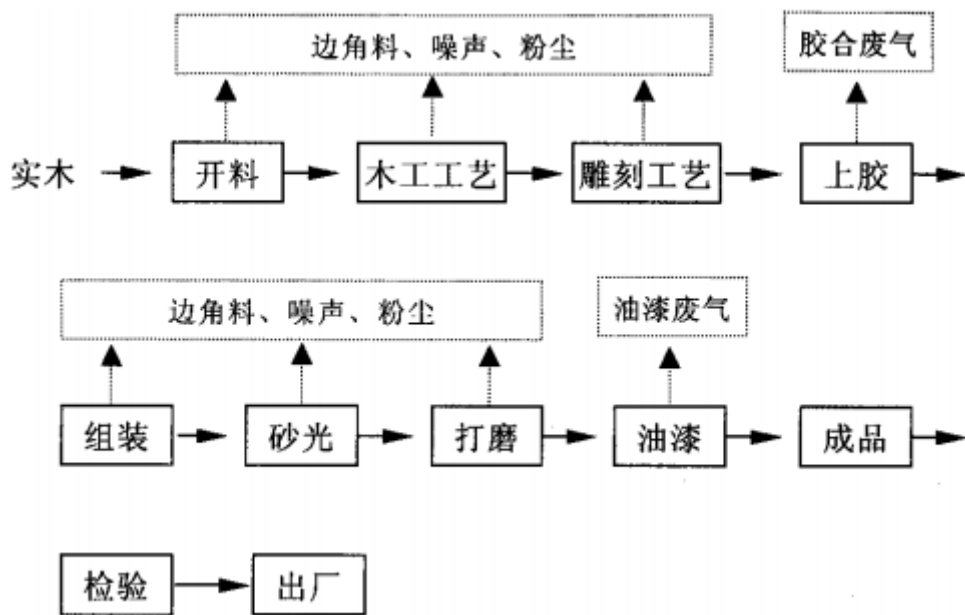 边角料、噪声、粉尘
胶合废气
实木
开料
木工工艺
雕刻工艺
上胶
边角料、噪声、粉尘
油漆废气
组装
砂光
打磨
油漆
成品
检验
出厂